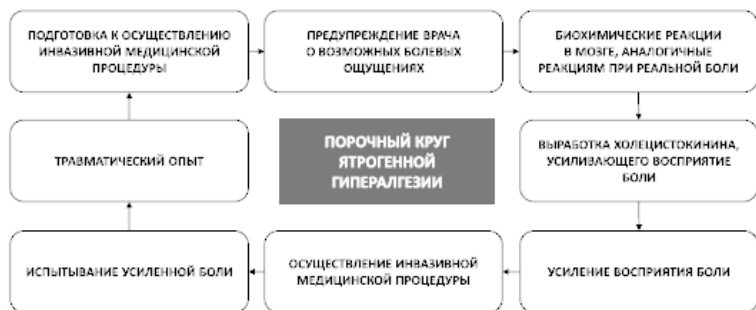 ПОДГОТОВКА К ОСУЩЕСТВЛЕНИЮ
ИНВАЗИВНОЙ МЕДИЦИНСКОЙ
ПРОЦЕДУРЫ
ПРЕДУПРЕЖДЕНИЕ ВРАЧА
О ВОЗМОЖНЫХ БОЛЕВЫХ
ОЩУЩЕНИЯХ
БИОХИМИЧЕСКИЕ РЕАКЦИИ
В МОЗГЕ, АНАЛОГИЧНЫЕ
РЕАКЦИЯМ ПРИ РЕАЛЬНОЙ БОЛИ
ТРАВМАТИЧЕСКИЙ ОПЫТ
ПОРОЧНЫЙ КРУГ
ЯТРОГЕННОЙ
ГИПЕРАЛГЕЗИИ
ВЫРАБОТКА ХОЛЕЦИСТОКИНИНА,
УСИЛИВАЮЩЕГО ВОСПРИЯТИЕ
БОЛИ
ИСПЫТЫВАНИЕ УСИЛЕННОЙ БОЛИ
ОСУЩЕСТВЛЕНИЕ ИНВАЗИВНОЙ
МЕДИЦИНСКОЙ ПРОЦЕДУРЫ
УСИЛЕНИЕ ВОСПРИЯТИЯ БОЛИ